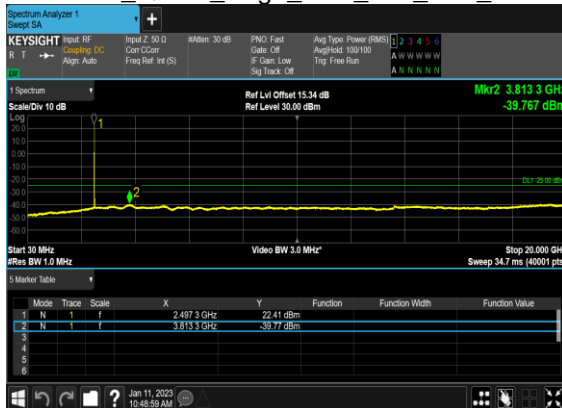 Spectrum Analyzer 1
Swept SA
KEYSIGHT Input: RF Input Z: 50 Ω #Atten: 30 dB PNO: Fast Avg Type: Power (RMS) 1 2 3 4 5 6
R T Coupling: DC Corr CCorr Gate: Off Avg|Hold: 100/100 A W W W W W
Align: Auto Freq Ref: Int (S) IF Gain: Low Trig: Free Run
LXI Sig Track: Off A N N N N N
1 Spectrum Ref Lvl Offset 15.34 dB Mkr2 3.813 3 GHz
Scale/Div 10 dB Ref Level 30.00 dBm -39.767 dBm
Log
20.0
10.0
0.00
-10.0
-20.0
-30.0
-40.0
-50.0
-60.0
1
2
DL1 -25.00 dBm
Start 30 MHz Video BW 3.0 MHz* Stop 20.000 GHz
#Res BW 1.0 MHz Sweep 34.7 ms (40001 pts)
5 Marker Table
Mode Trace Scale X Y Function Function Width Function Value
1 N 1 f 2.497 3 GHz 22.41 dBm
2 N 1 f 3.813 3 GHz -39.77 dBm
3
4
5
6
? Jan 11, 2023
10:48:59 AM